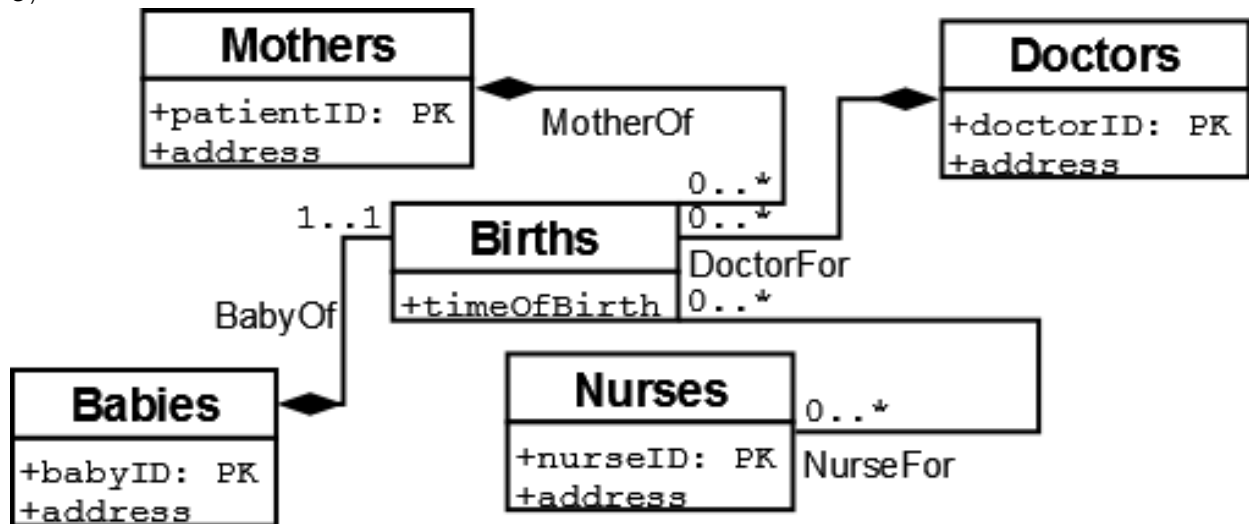 Mothers
+patientID: PK
+address
Doctors
+doctorID: PK
+address
MotherOf
0..*
1..1
Births
+timeOfBirth
0..*
DoctorFor
0..*
BabyOf
Babies
+babyID: PK
+address
Nurses
+nurseID: PK
+address
0..*
NurseFor